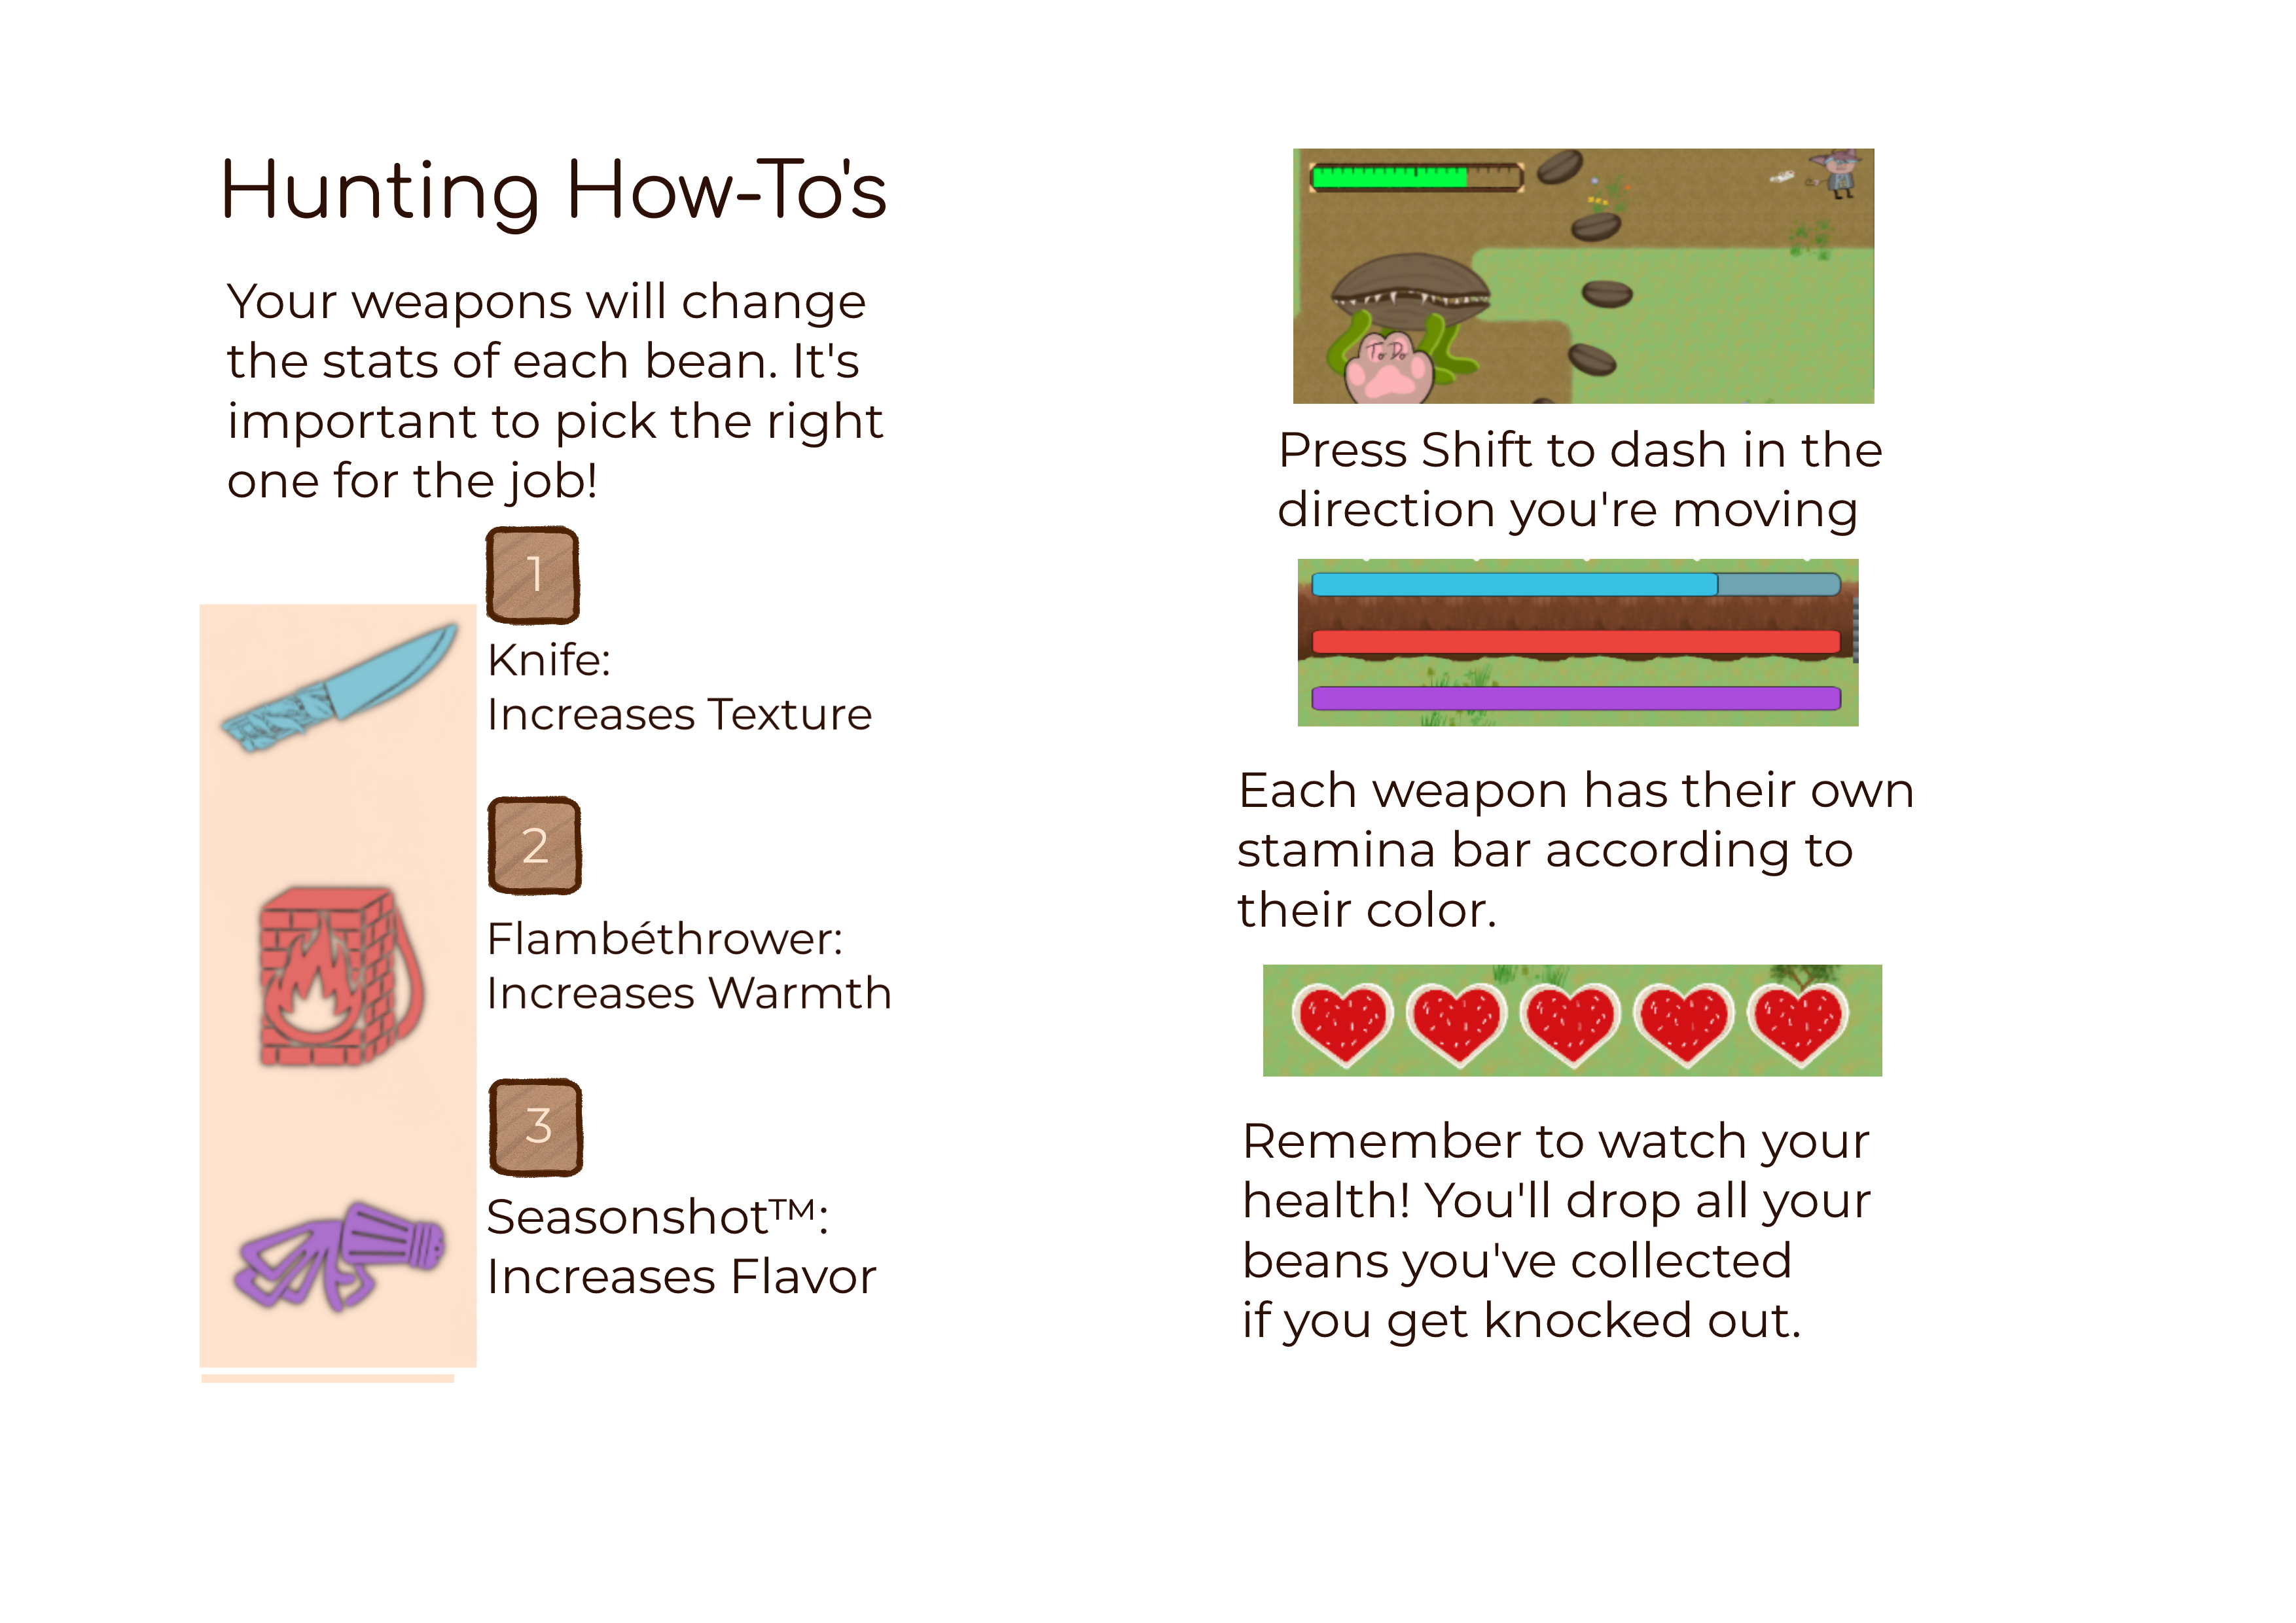 Hunting How-To's
Your weapons will change
the stats of each bean. It's
important to pick the right
one for the job!
1
Knife:
Increases Texture
2
Flambéthrower:
Increases Warmth
3
Seasonshot™:
Increases Flavor
To Do
Press Shift to dash in the
direction you're moving
Each weapon has their own
stamina bar according to
their color.
Remember to watch your
health! You'll drop all your
beans you've collected
if you get knocked out.